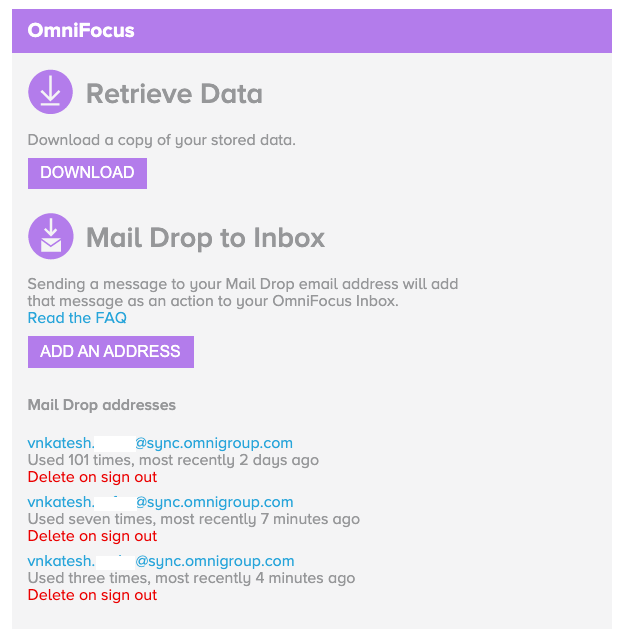 OmniFocus
Retrieve Data
Download a copy of your stored data.
DOWNLOAD
Mail Drop to Inbox
Sending a message to your Mail Drop email address will add
that message as an action to your OmniFocus Inbox.
Read the FAQ
ADD AN ADDRESS
Mail Drop addresses
vnkatesh. @sync.omnigroup.com
Used 101 times, most recently 2 days ago
Delete on sign out
vnkatesh. @sync.omnigroup.com
Used seven times, most recently 7 minutes ago
Delete on sign out
vnkatesh. @sync.omnigroup.com
Used three times, most recently 4 minutes ago
Delete on sign out